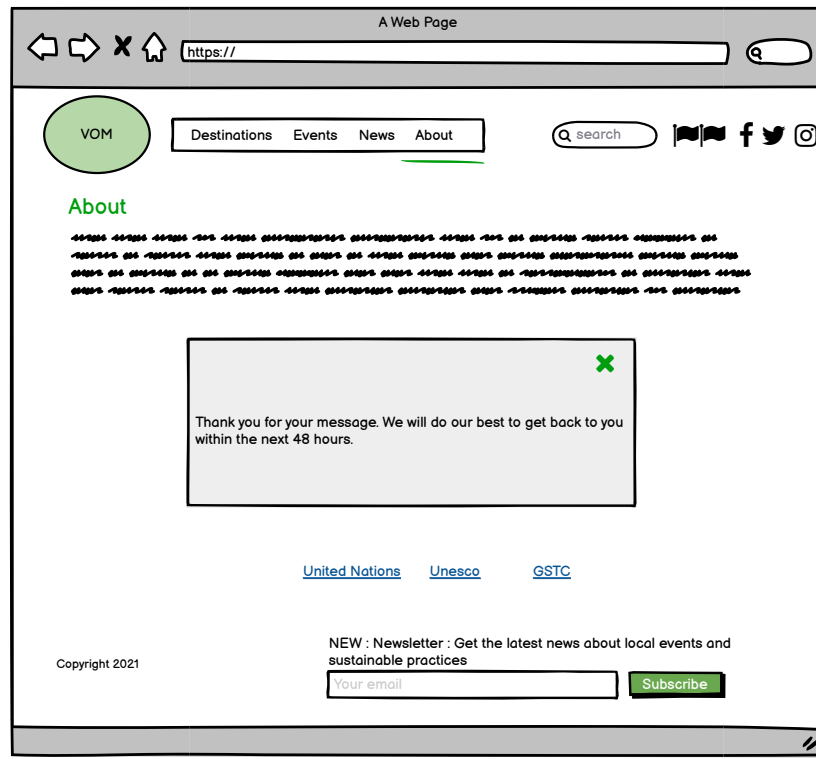 A Web Page
https://
VOM
Destinations Events News About
search
About
Thank you for your message. We will do our best to get back to you
within the next 48 hours.
United Nations Unesco GSTC
NEW : Newsletter : Get the latest news about local events and
sustainable practices
Copyright 2021
Your email
Subscribe